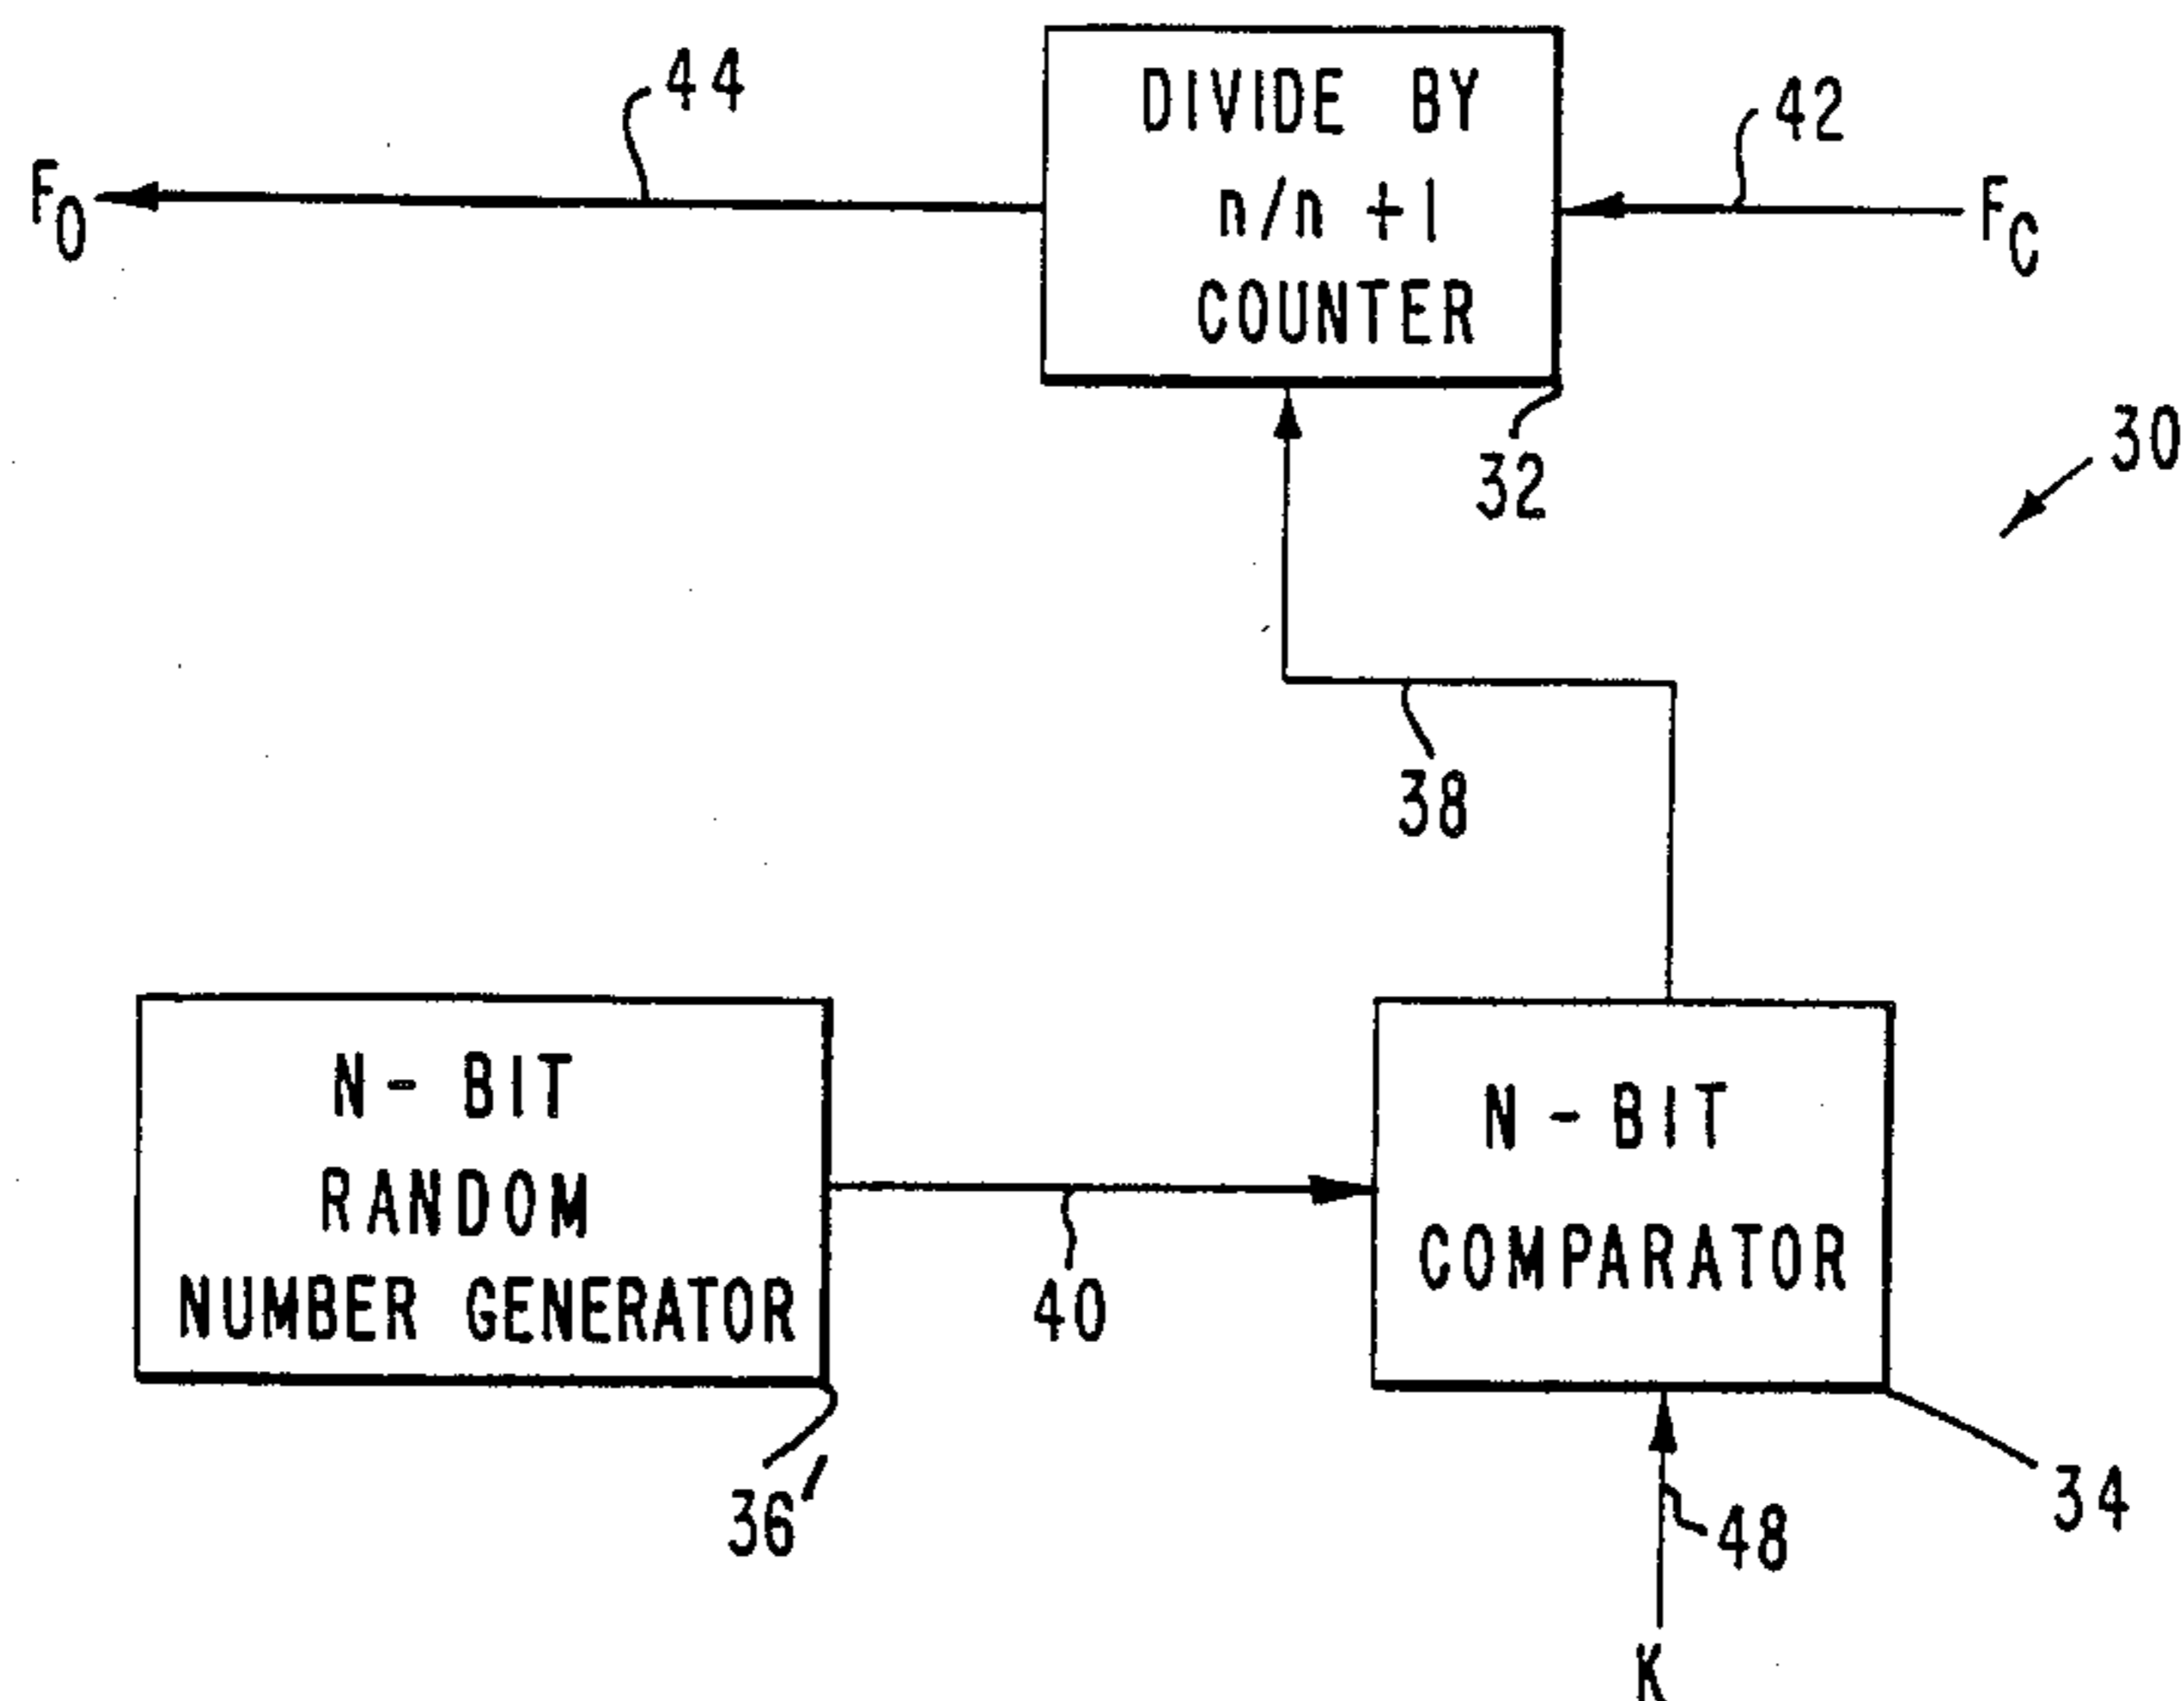 44
DIVIDE BY
n/n +1
COUNTER
42
FO
FC
32
30
38
N- BIT
RANDOM
NUMBER GENERATOR
N - BIT
COMPARATOR
40
36
34
48
K